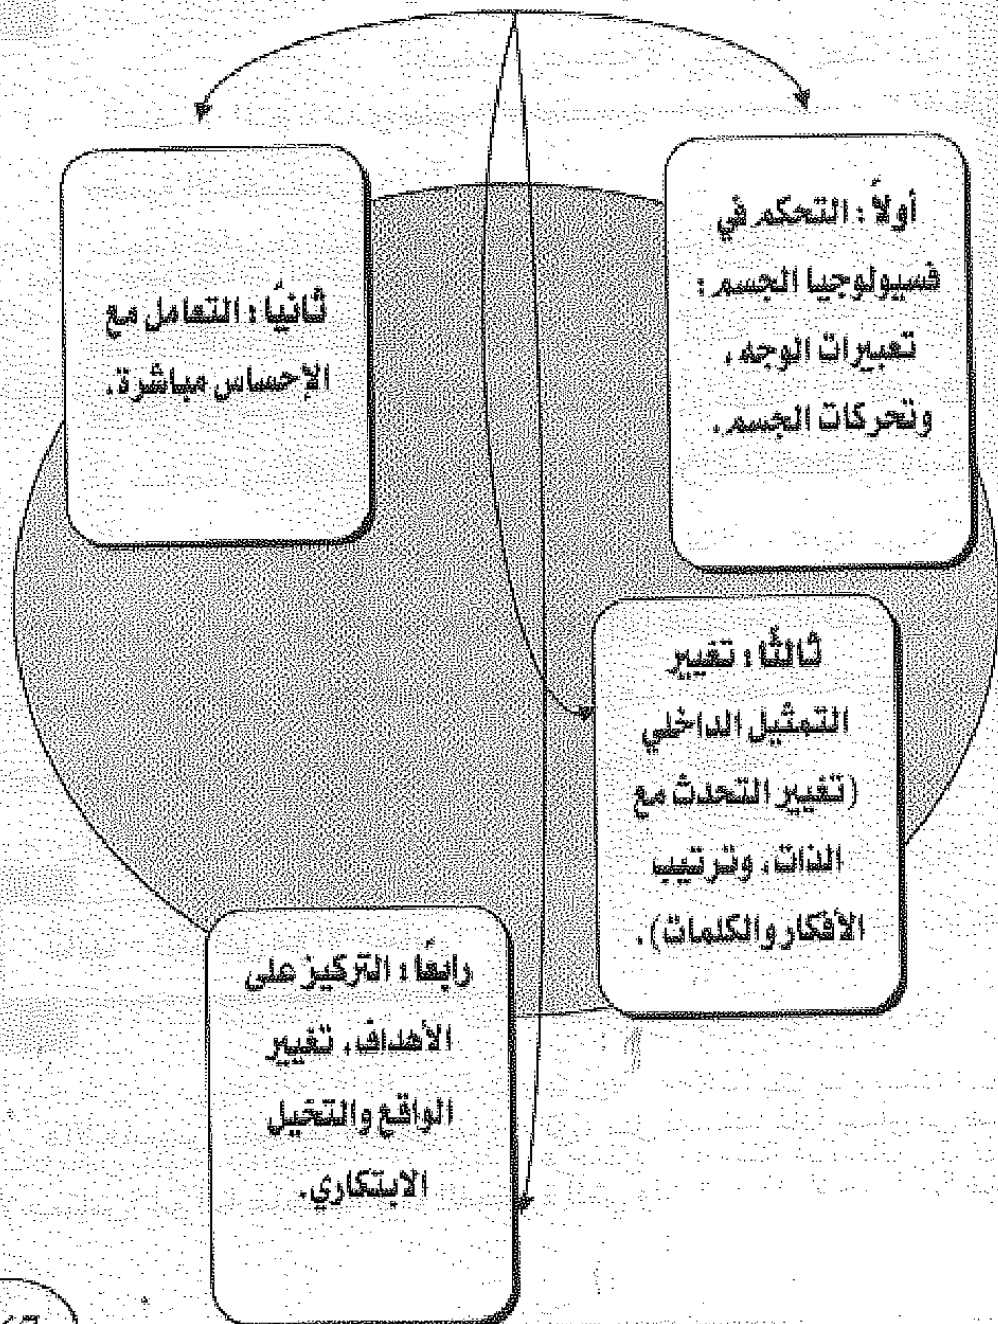 أولاً : التحكم في
فسيولوجيا الجسم :
تعبيرات الوجه ،
وتحركات الجسم .
ثانيًا : التعامل مع
الإحساس مباشرة .
ثالثًا : تغيير
التمثيل الداخلي
(تغيير التحدث مع
الذات ، وترتيب
الأفكار والكلمات) .
رابعًا : التركيز على
الأهداف ، تغيير
الواقع والتخيل
الابتكاري .